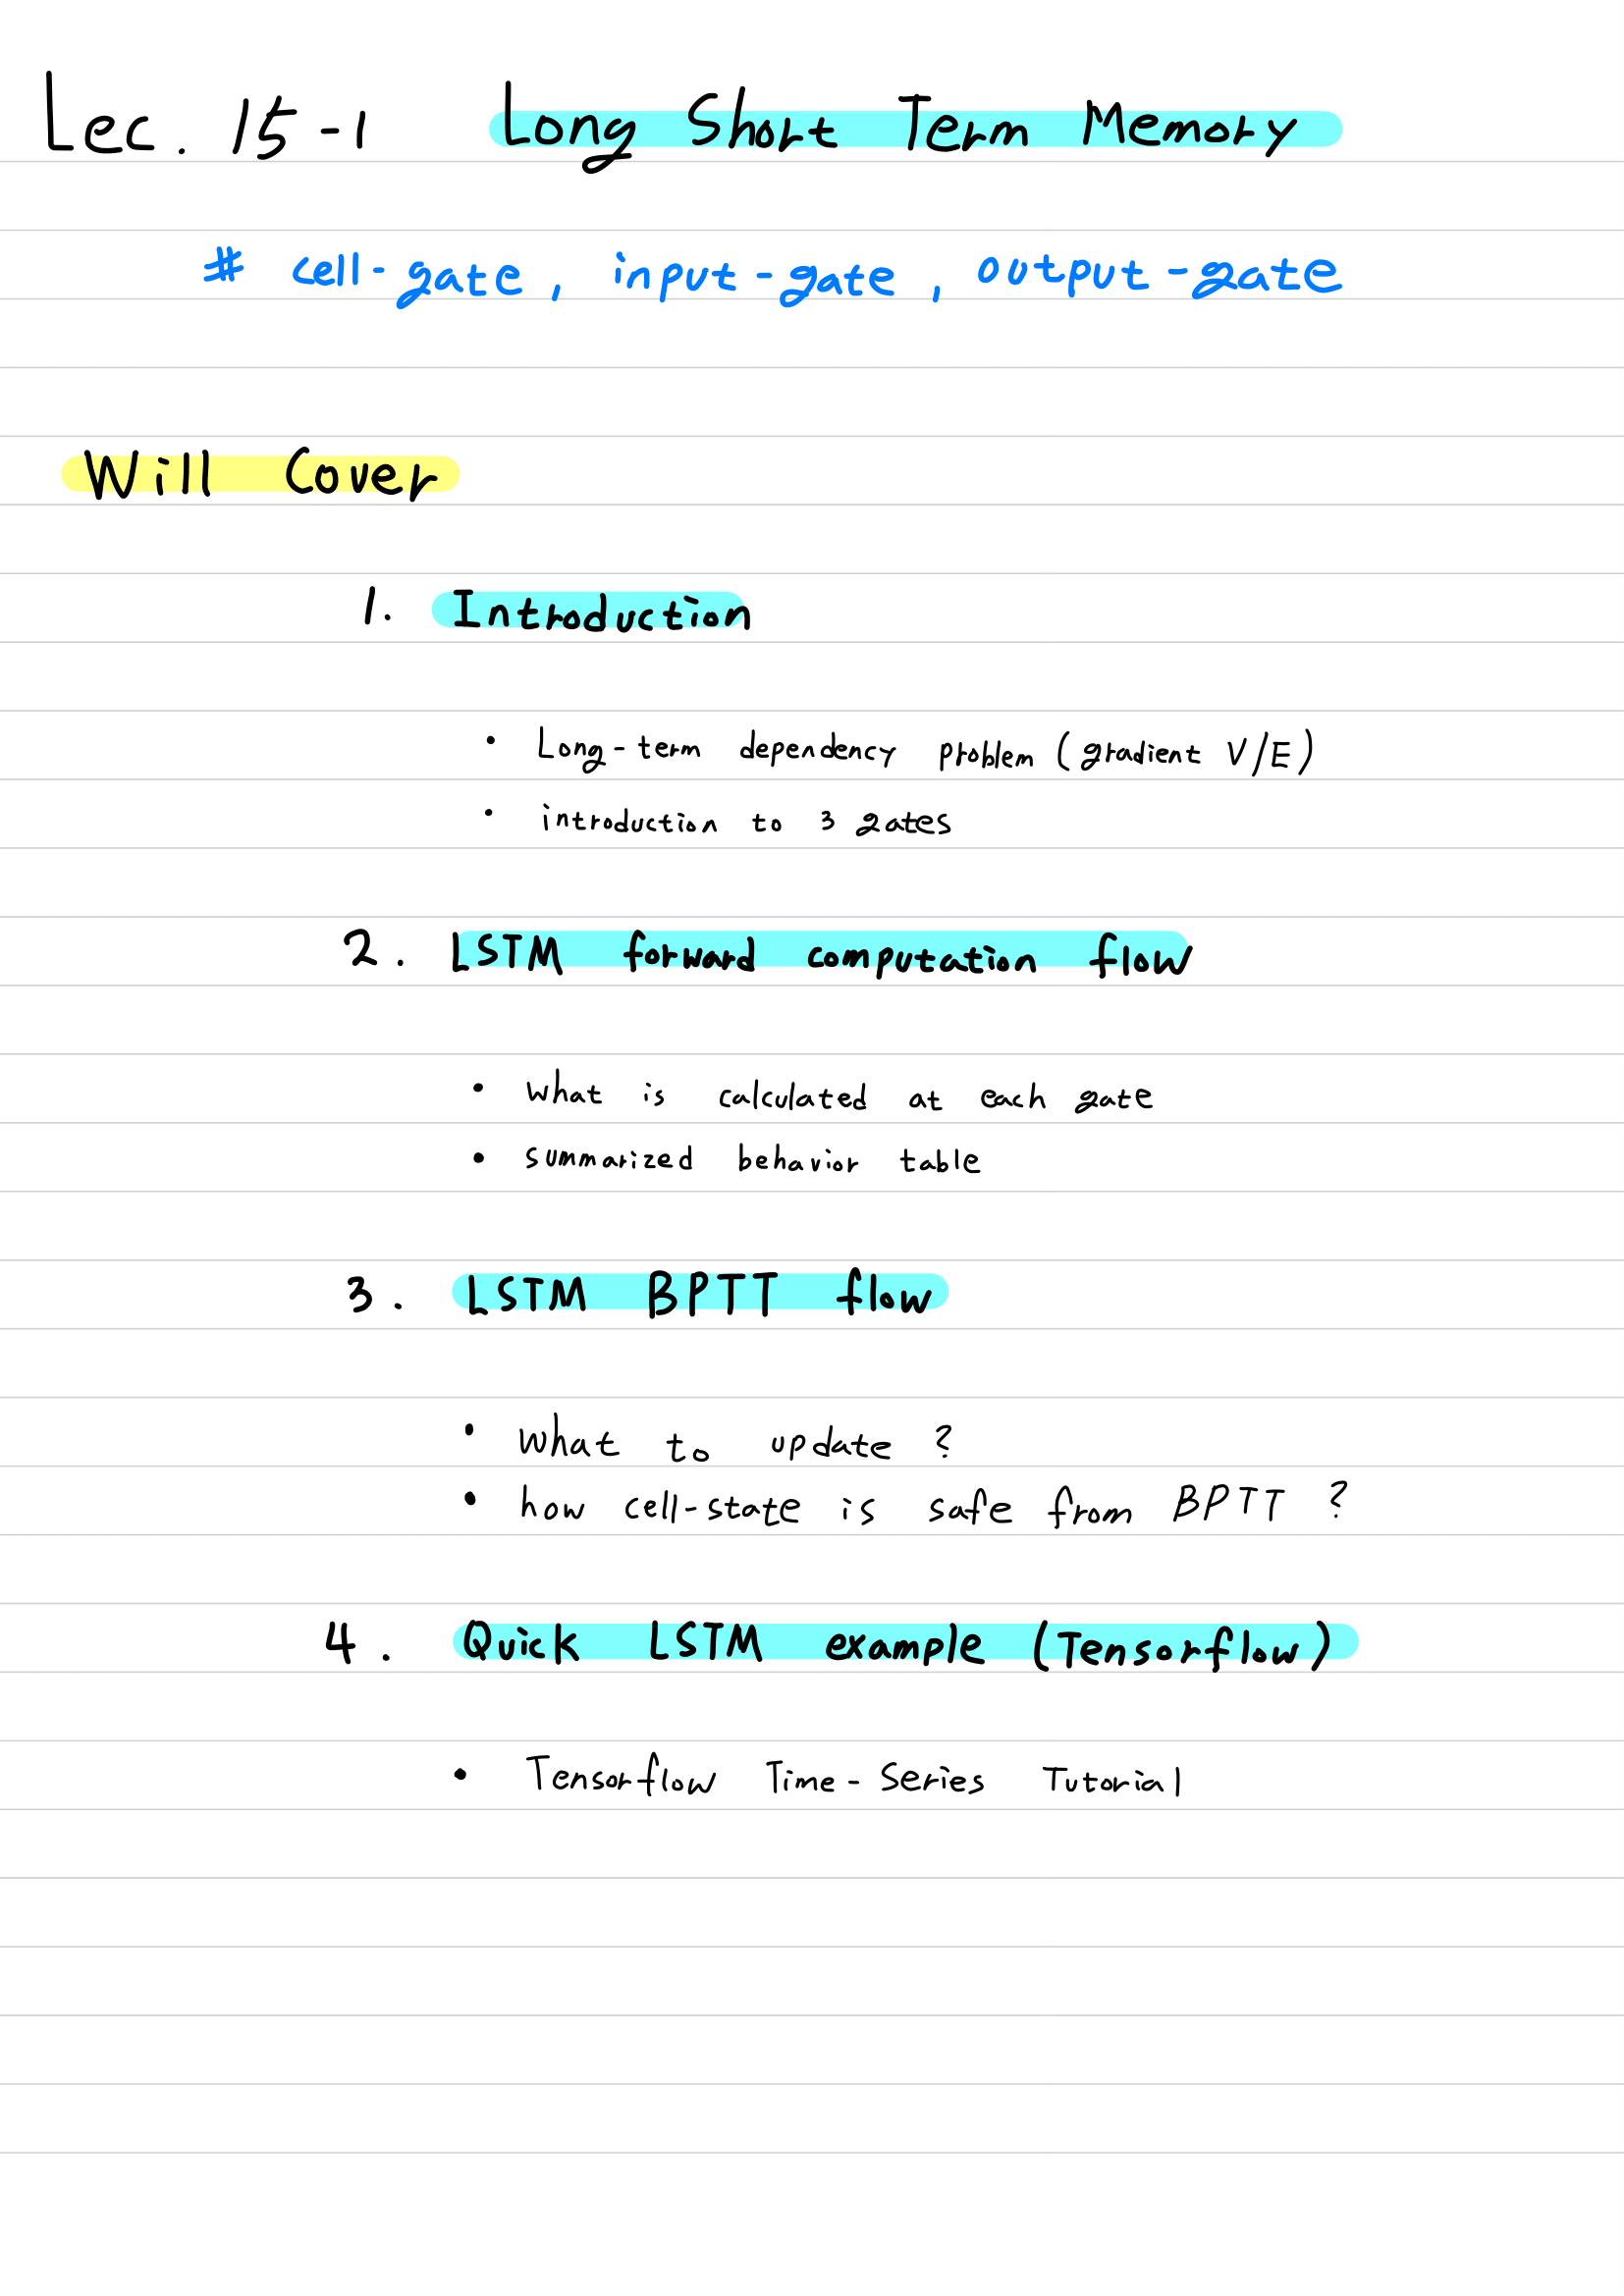 Lec. 15-1 Long Short Term Memory
# cell-gate, input-gate, output-gate
Will Cover
1. Introduction
• Long-term dependency problem (gradient V/E)
• introduction to 3 gates
2. LSTM forward computation flow
• what is calculated at each gate
• summarized behavior table
3. LSTM BPTT flow
• what to update ?
• how cell-state is safe from BPTT ?
4. Quick LSTM example (Tensorflow)
• Tensorflow Time-Series Tutorial